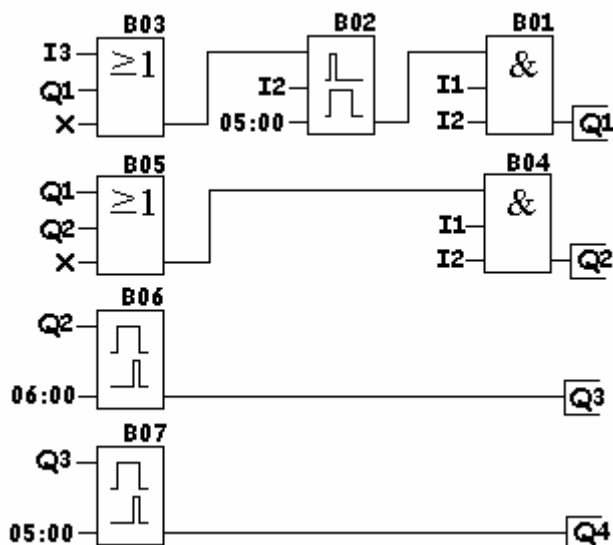 B03 B02 B01
I3 ≥1 &
Q1 I2 I1
X 05:00 I2 Q1
B05 B04
Q1 ≥1 &
Q2 I1
X I2 Q2
B06
Q2
06:00 Q3
B07
Q3
05:00 Q4